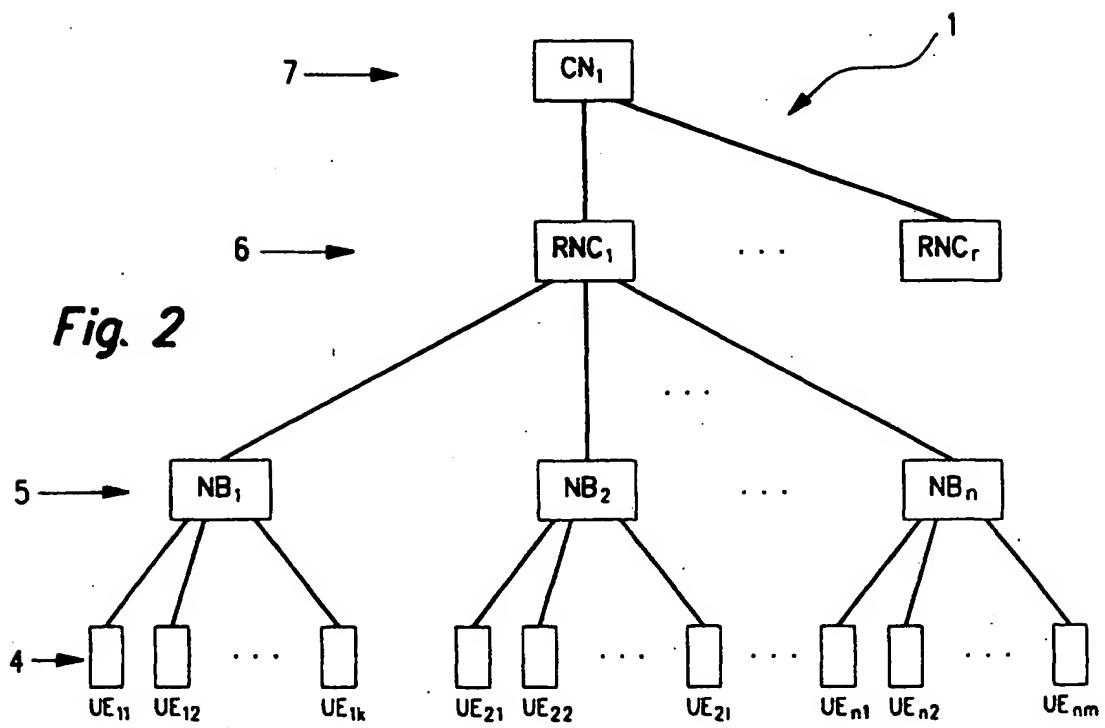 1
7
CN₁
6
RNC₁
...
RNCᵣ
Fig. 2
...
5
NB₁
NB₂
...
NBₙ
4
... ... ... ...
UE₁₁ UE₁₂ UE₁ₖ UE₂₁ UE₂₂ UE₂ₗ UEₙ₁ UEₙ₂ UEₙₘ